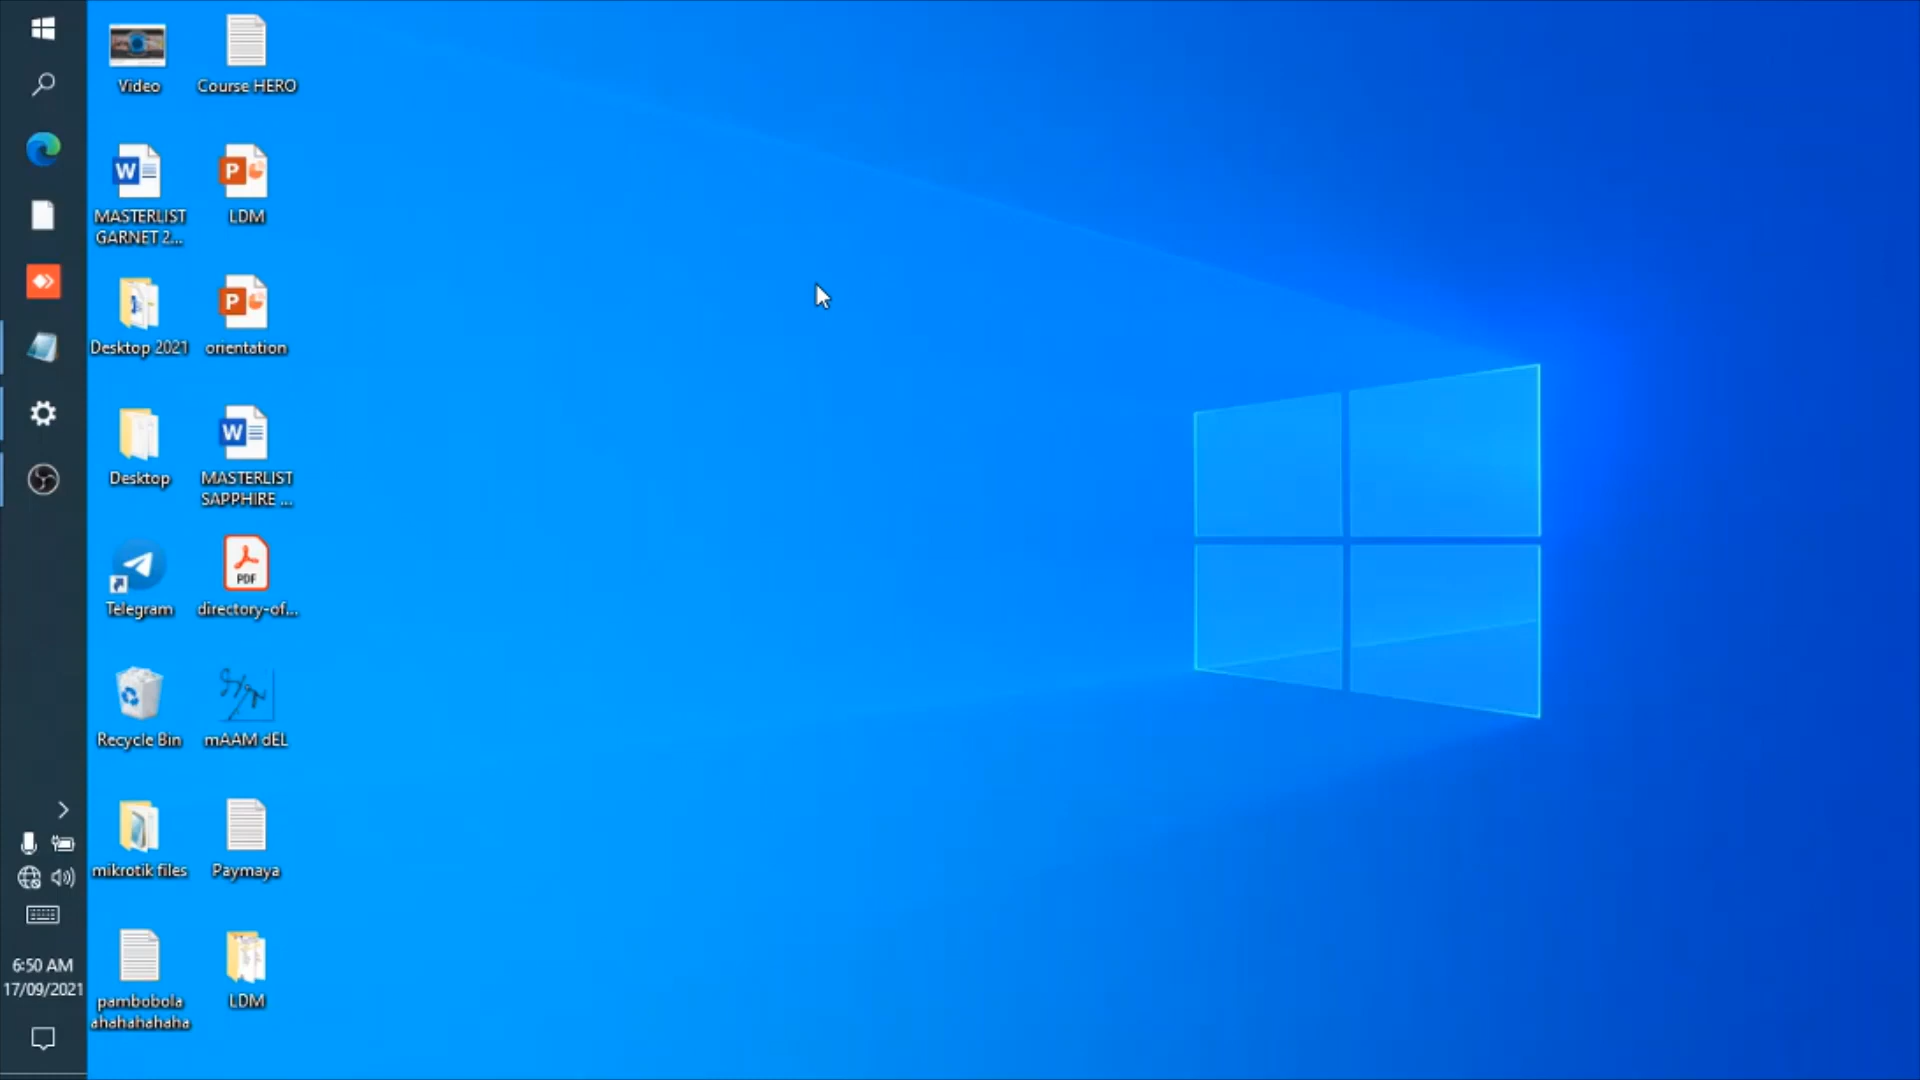 Video
Course HERO
MASTERLIST
GARNET 2...
LDM
Desktop 2021
orientation
Desktop
MASTERLIST
SAPPHIRE ...
Telegram
PDF
directory-of...
Recycle Bin
mAAM dEL
mikrotik files
Paymaya
pambobola
ahahahahaha
LDM
6:50 AM
17/09/2021